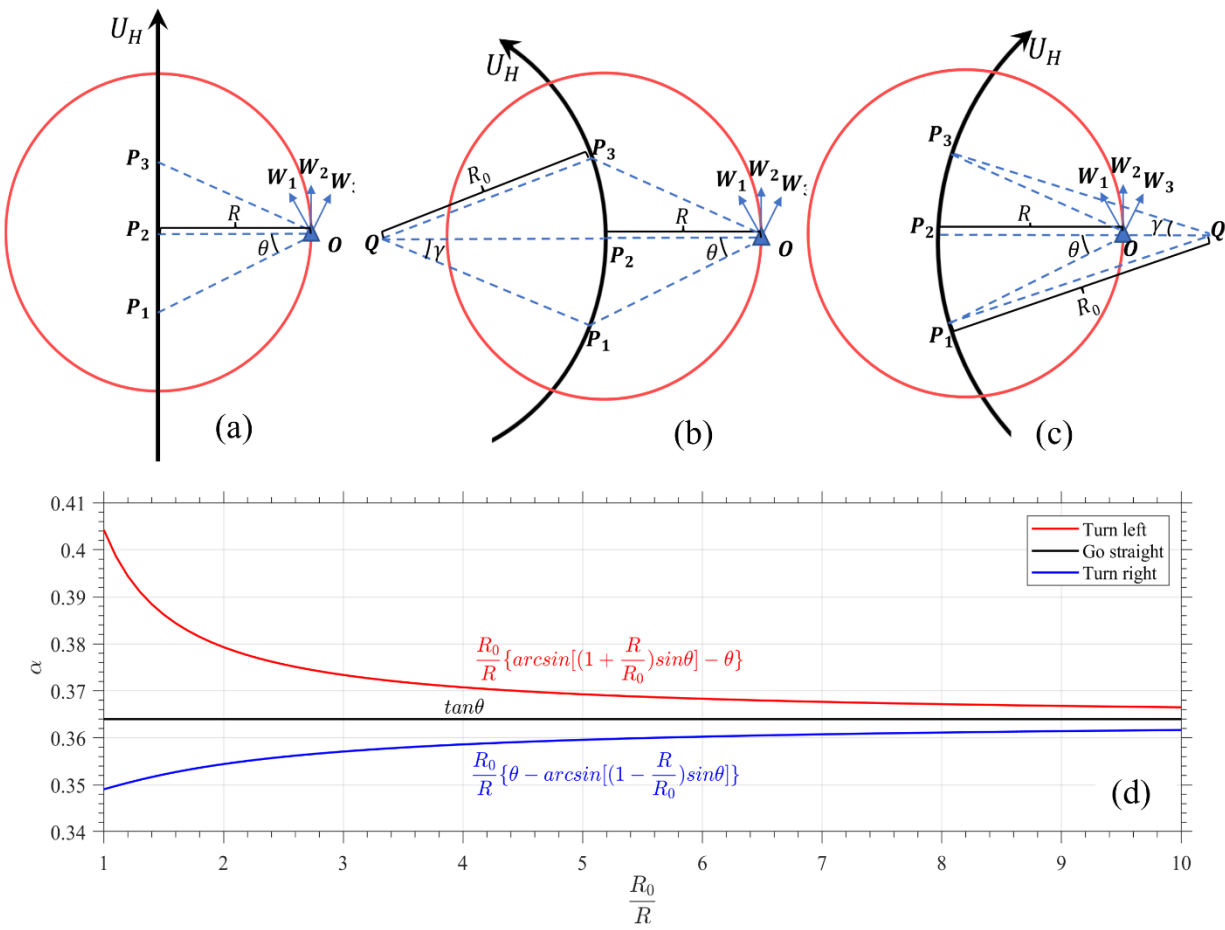 U_H
P_3
W_1 W_2 W_3
R
P_2
θ
O
P_1
(a)
U_H
P_3
R_0
W_1 W_2 W_3
R
Q
γ
θ
O
P_2
P_1
(b)
U_H
P_3
W_1 W_2 W_3
R
P_2
θ
O
γ
Q
P_1
R_0
(c)
0.41
0.4
0.39
0.38
0.37
0.36
0.35
0.34
α
Turn left
Go straight
Turn right
R_0/R{arcsin[(1 + R/R_0)sinθ] − θ}
tanθ
R_0/R{θ − arcsin[(1 − R/R_0)sinθ]}
(d)
1 2 3 4 5 6 7 8 9 10
R_0/R